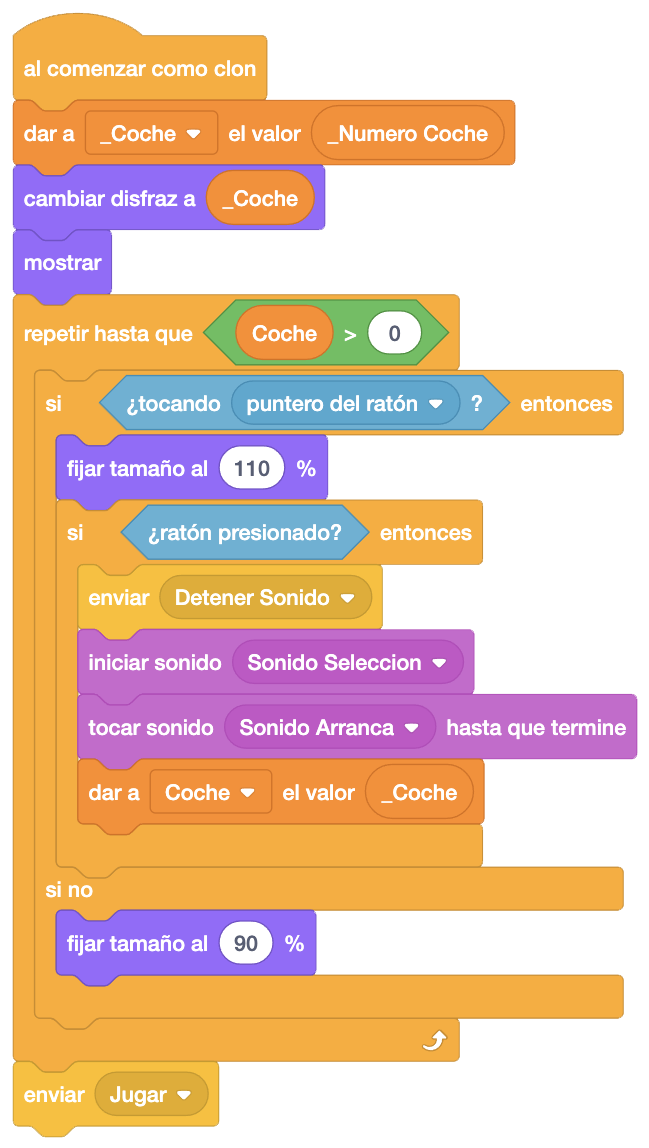 al comenzar como clon
dar a _Coche el valor _Numero Coche
cambiar disfraz a _Coche
mostrar
repetir hasta que Coche > 0
si ¿tocando puntero del ratón ? entonces
fijar tamaño al 110 %
si ¿ratón presionado? entonces
enviar Detener Sonido
iniciar sonido Sonido Seleccion
tocar sonido Sonido Arranca hasta que termine
dar a Coche el valor _Coche
si no
fijar tamaño al 90 %
enviar Jugar